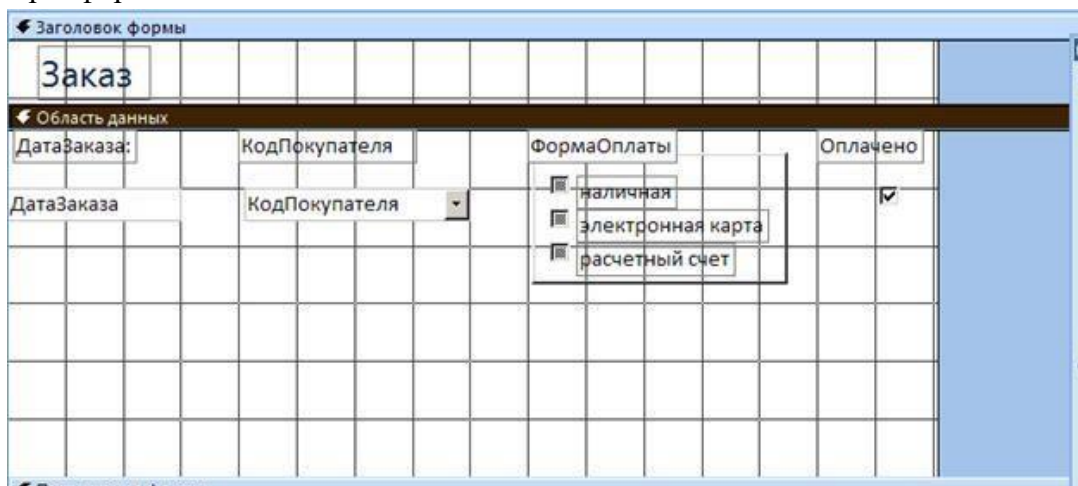 Заголовок формы
Заказ
Область данных
ДатаЗаказа: КодПокупателя ФормаОплаты Оплачено
наличная
ДатаЗаказа КодПокупателя
электронная карта
расчетный счет